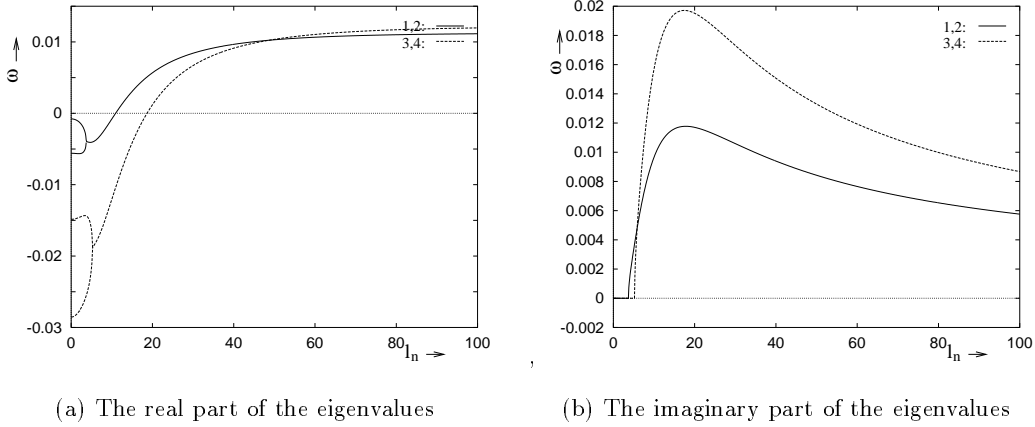 0.01
0
-0.01
-0.02
-0.03
0 20 40 60 80 100
ω
l_n
1,2:
3,4:
,
0.02
0.018
0.016
0.014
0.012
0.01
0.008
0.006
0.004
0.002
0
-0.002
0 20 40 60 80 100
ω
l_n
1,2:
3,4:
(a) The real part of the eigenvalues
(b) The imaginary part of the eigenvalues